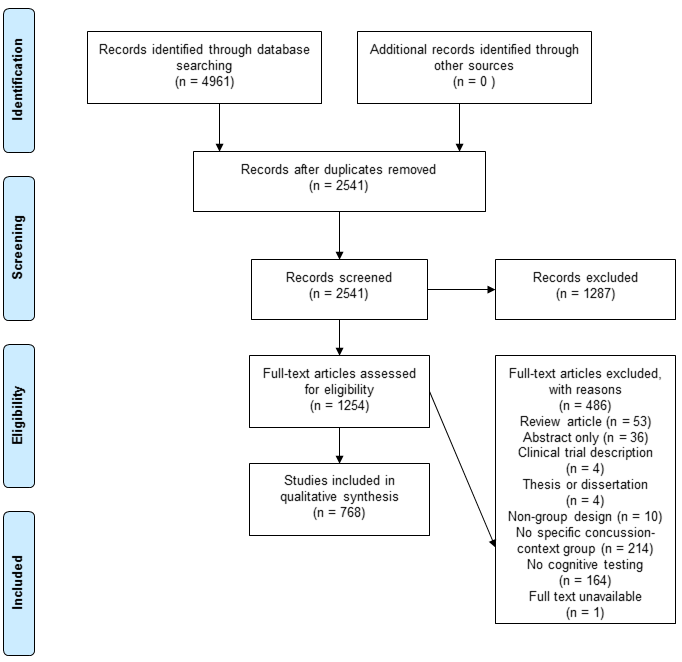 Identification
Records identified through database
searching
(n = 4961)
Additional records identified through
other sources
(n = 0 )
Records after duplicates removed
(n = 2541)
Screening
Records screened
(n = 2541)
Records excluded
(n = 1287)
Eligibility
Full-text articles assessed
for eligibility
(n = 1254)
Full-text articles excluded,
with reasons
(n = 486)
Review article (n = 53)
Abstract only (n = 36)
Clinical trial description
(n = 4)
Thesis or dissertation
(n = 4)
Non-group design (n = 10)
No specific concussion-
context group (n = 214)
No cognitive testing
(n = 164)
Full text unavailable
(n = 1)
Studies included in
qualitative synthesis
(n = 768)
Included